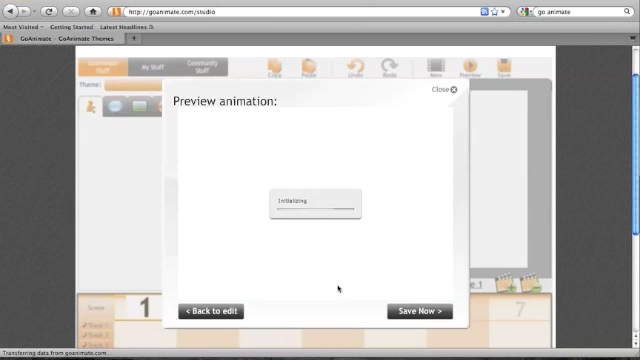 http://goanimate.com/studio
go animate
Most Visited
Getting Started
Latest Headlines
GoAnimate - GoAnimate Themes
+
My Stuff
Community Stuff
Copy
Paste
Undo
Redo
Preview
Save
Theme:
Close
Preview animation:
Initializing
< Back to edit
Save Now >
Scene
1
7
Transferring data from goanimate.com...